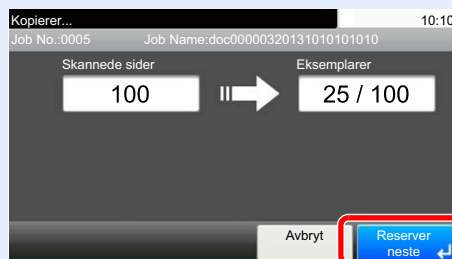 Kopierer... 10:10
Job No.:0005 Job Name:doc00000320131010101010
Skannede sider Eksemplarer
100 25 / 100
Avbryt Reserver
neste